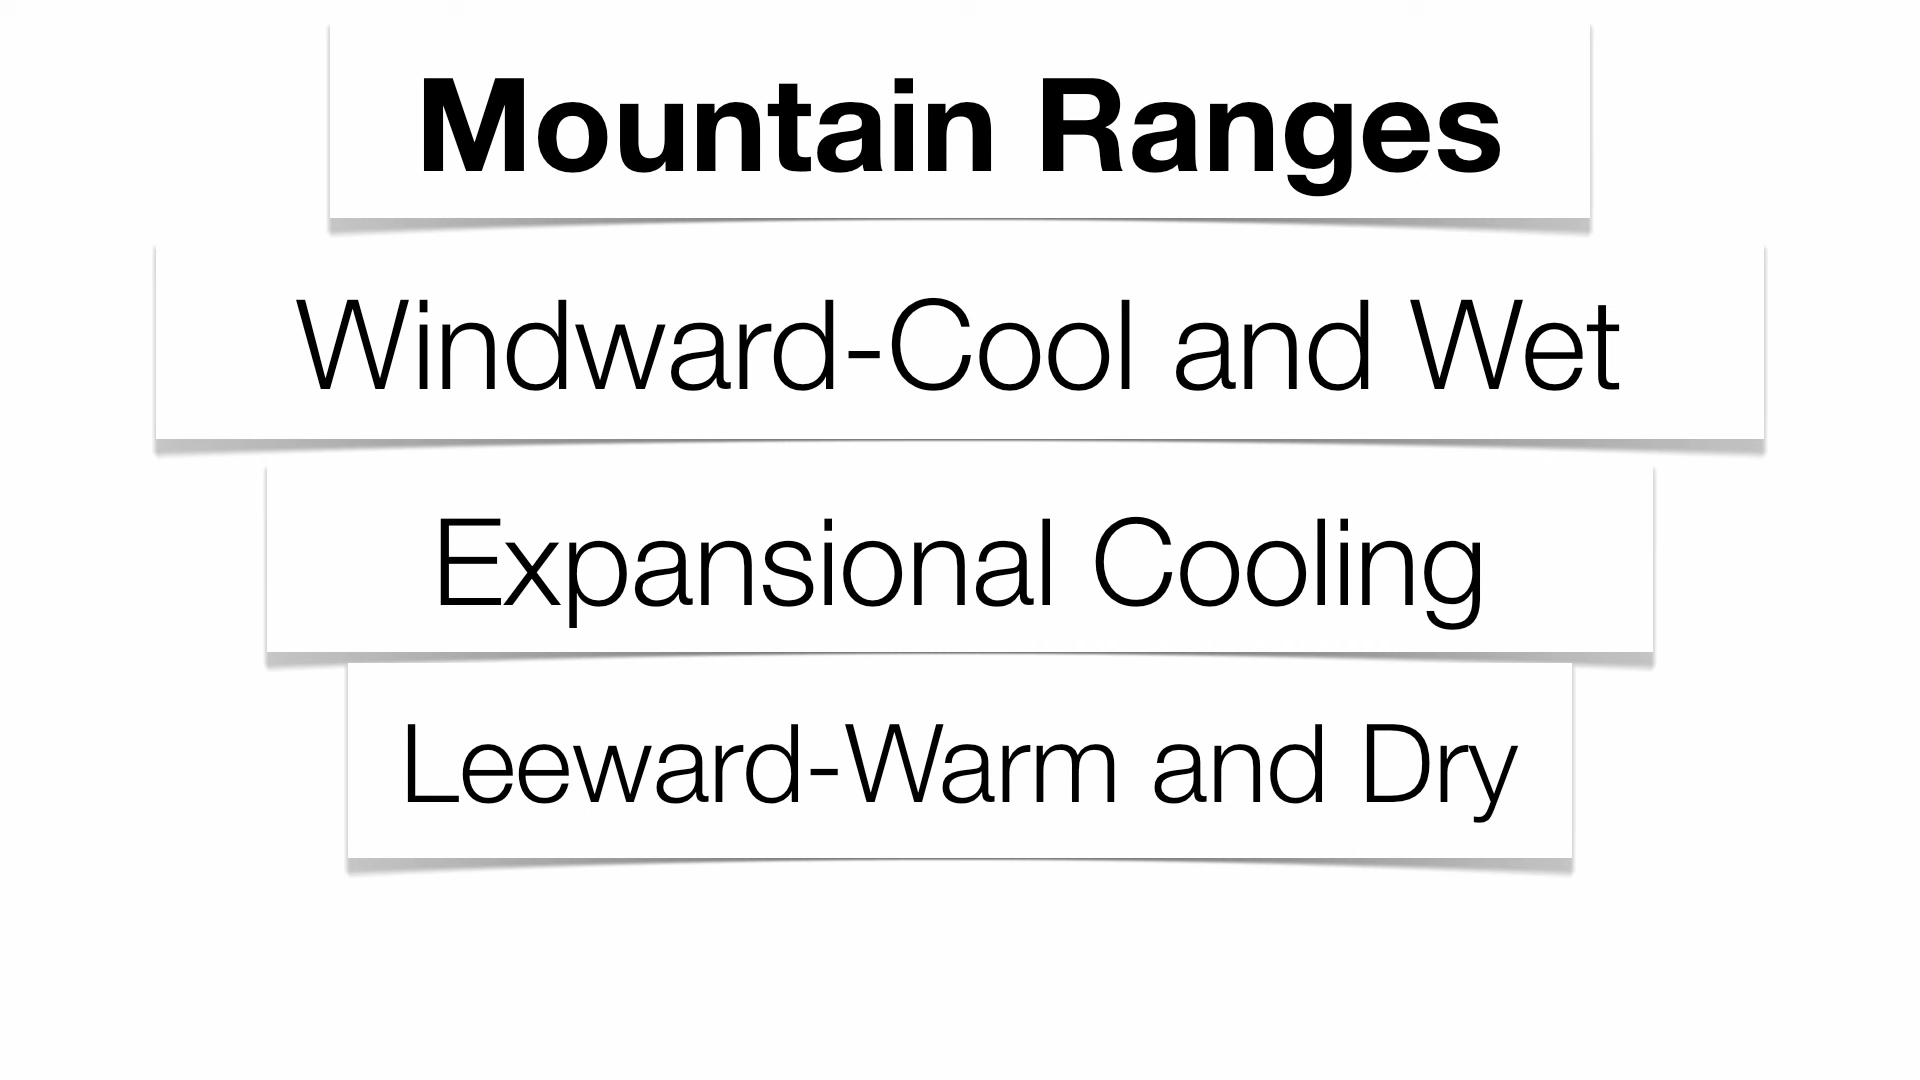 Mountain Ranges
Windward-Cool and Wet
Expansional Cooling
Leeward-Warm and Dry